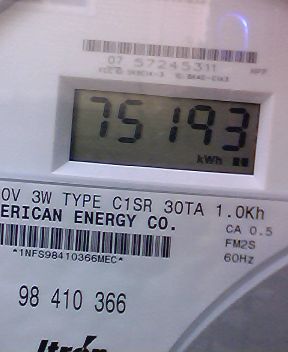 07 57245311
75193
kWh
0V 3W TYPE C1SR 30TA 1.0Kh
ERICAN ENERGY CO.
CA 0.5
FM2S
*1NFS98410366MEC*
60Hz
98 410 366
Itrón